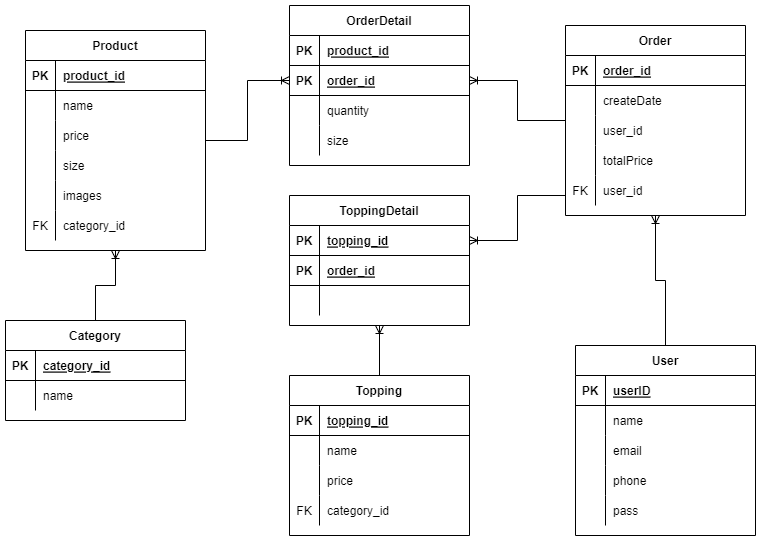 Product
PK product_id
name
price
size
images
FK category_id
OrderDetail
PK product_id
PK order_id
quantity
size
Order
PK order_id
createDate
user_id
totalPrice
FK user_id
ToppingDetail
PK topping_id
PK order_id
Category
PK category_id
name
Topping
PK topping_id
name
price
FK category_id
User
PK userID
name
email
phone
pass